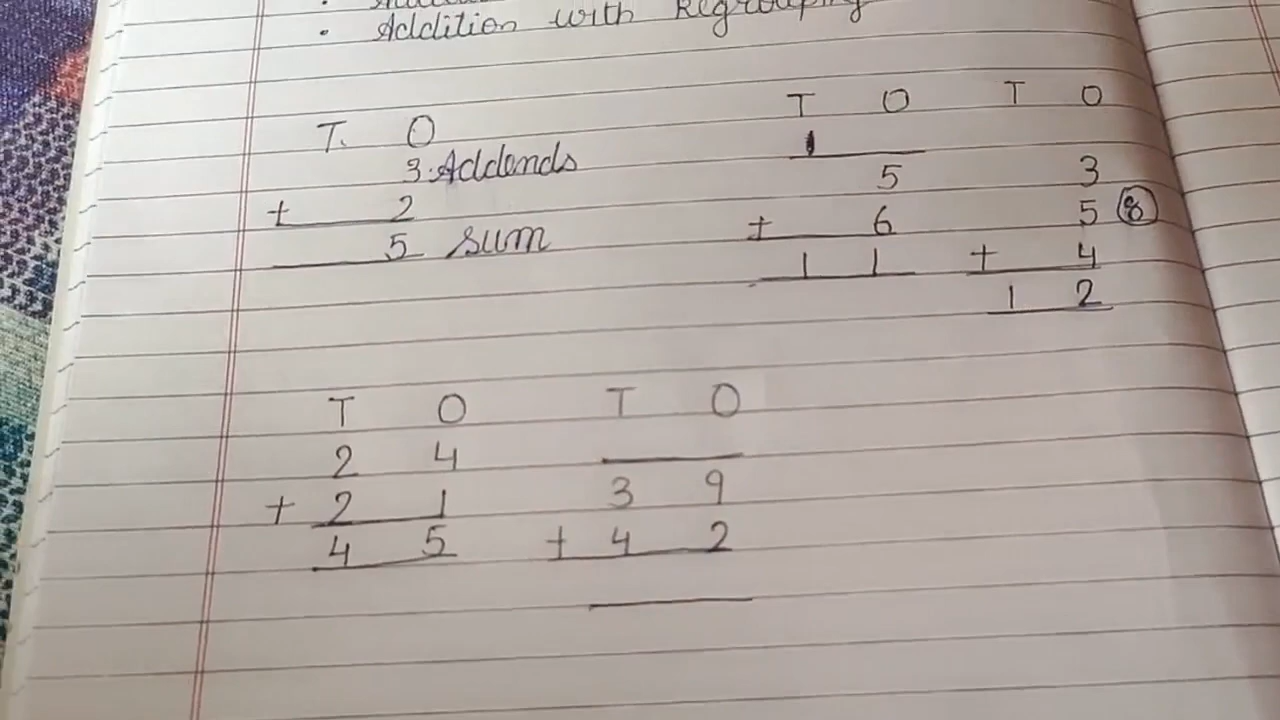 • Addition with Regrouping
T. O
3. Addends
+ 2
5 sum
T O
1
5
+ 6
1 1
T O
3
5 8
+ 4
1 2
T O
2 4
+ 2 1
4 5
T O
3 9
+ 4 2